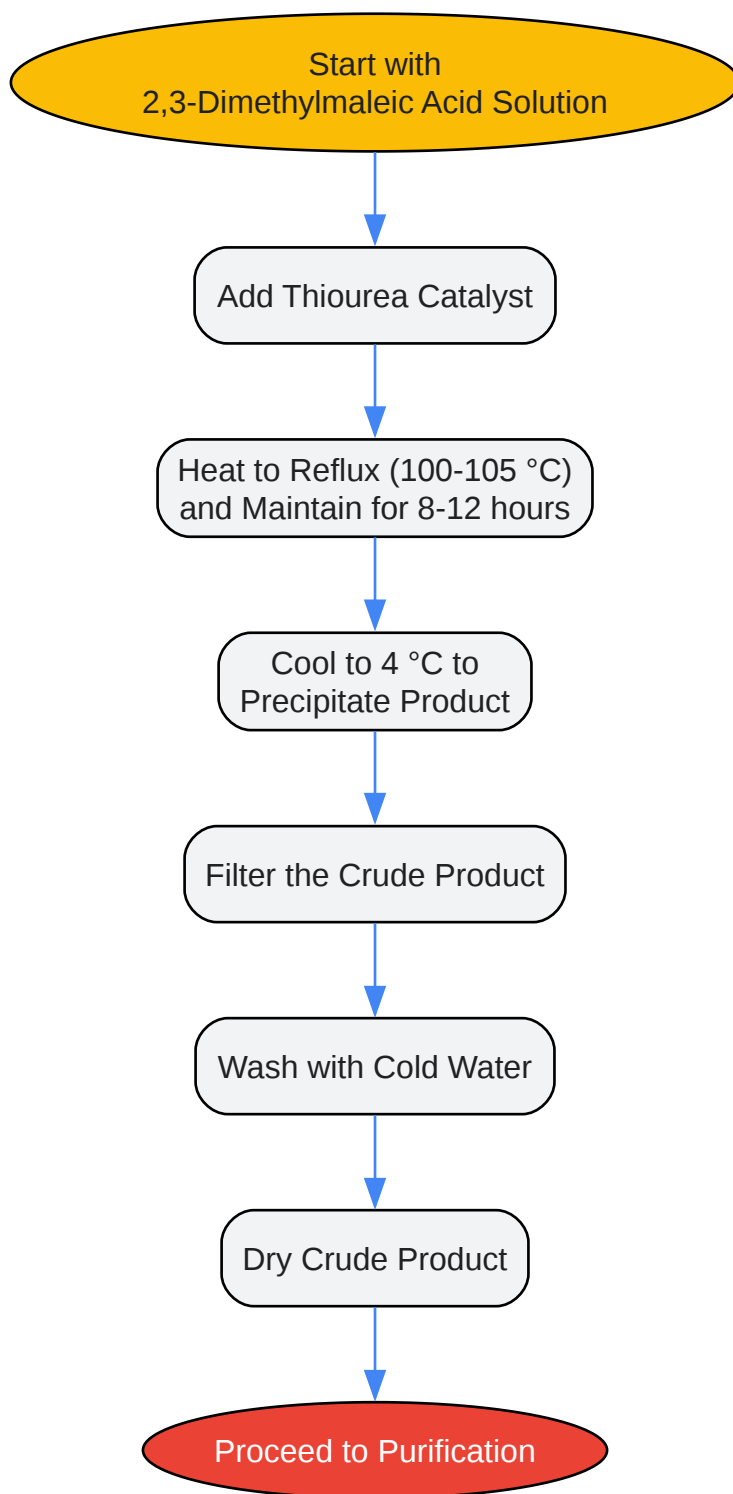 Start with
2,3-Dimethylmaleic Acid Solution
Add Thiourea Catalyst
Heat to Reflux (100-105 °C)
and Maintain for 8-12 hours
Cool to 4 °C to
Precipitate Product
Filter the Crude Product
Wash with Cold Water
Dry Crude Product
Proceed to Purification